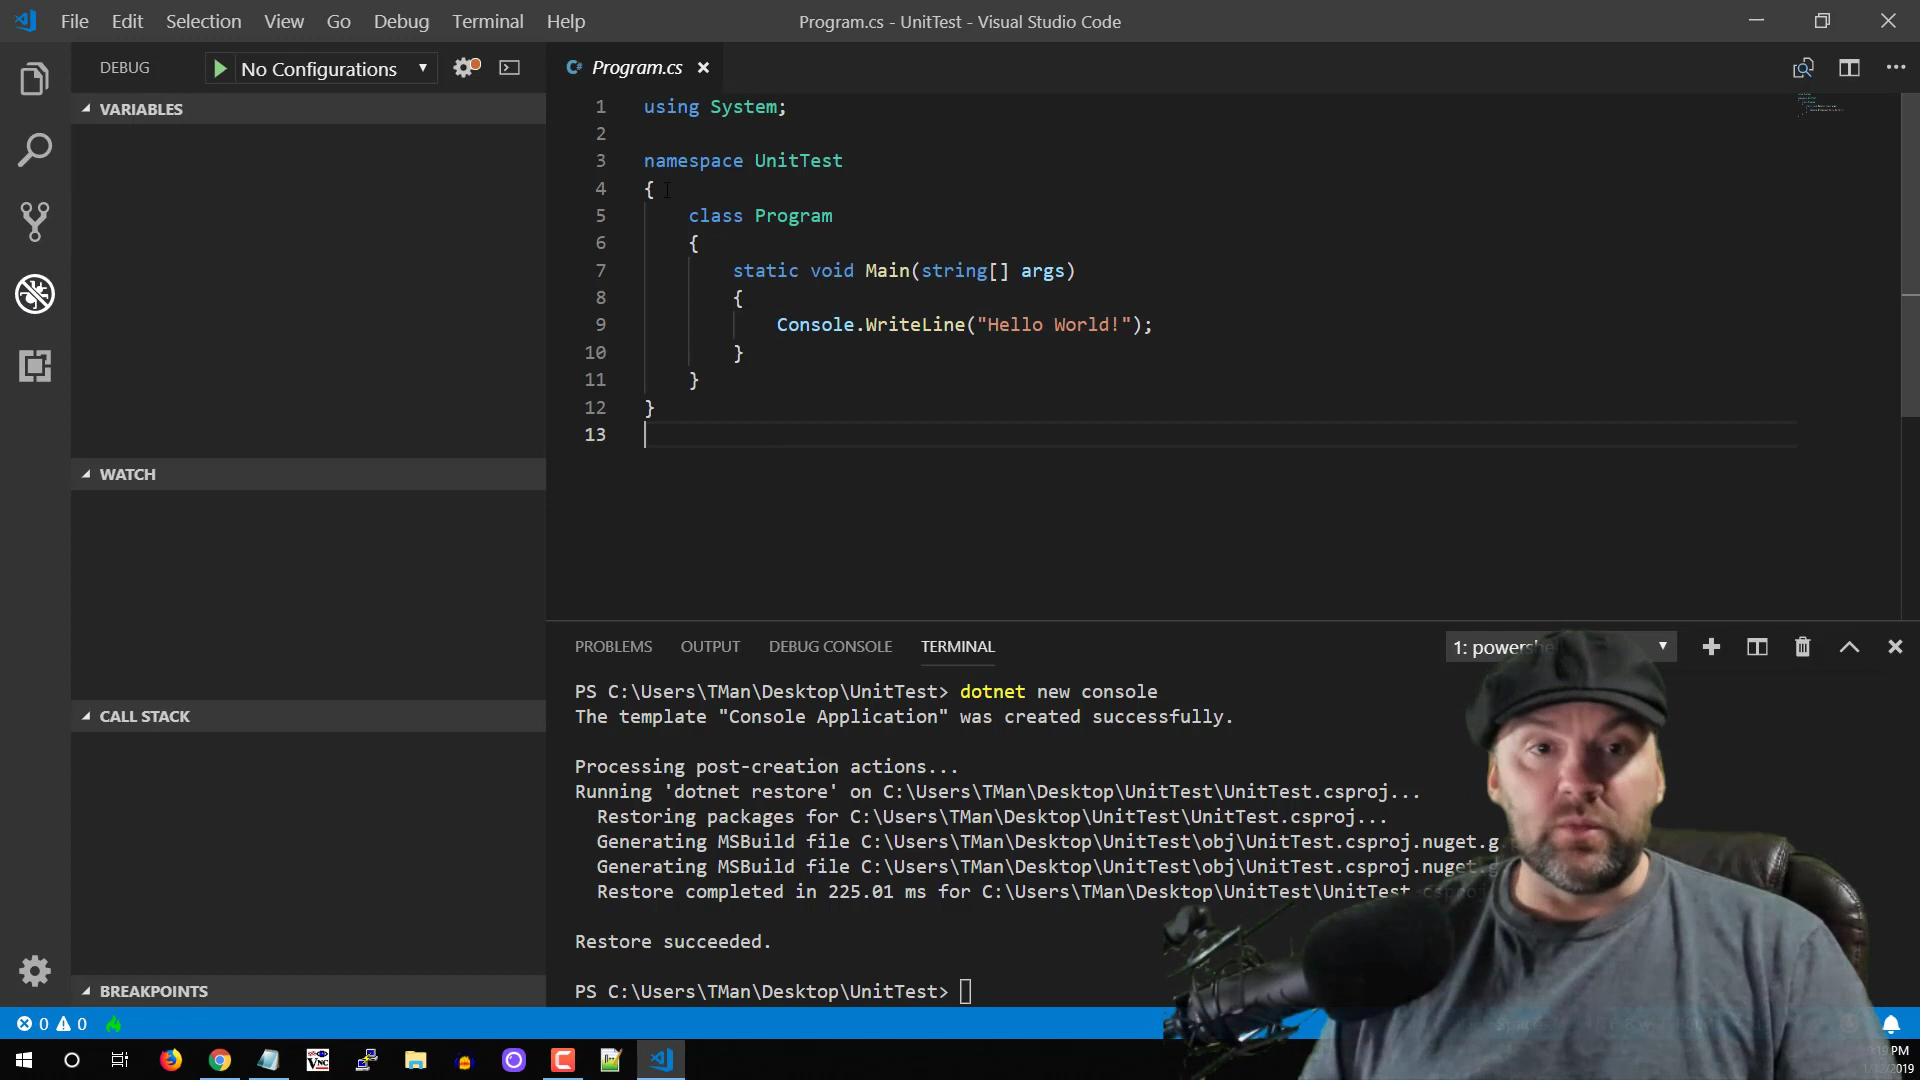 File Edit Selection View Go Debug Terminal Help
Program.cs - UnitTest - Visual Studio Code
DEBUG
No Configurations
Program.cs
VARIABLES
WATCH
CALL STACK
BREAKPOINTS
1 using System;
2
3 namespace UnitTest
4 {
5 class Program
6 {
7 static void Main(string[] args)
8 {
9 Console.WriteLine("Hello World!");
10 }
11 }
12 }
13
PROBLEMS OUTPUT DEBUG CONSOLE TERMINAL
1: powershe
PS C:\Users\TMan\Desktop\UnitTest> dotnet new console
The template "Console Application" was created successfully.
Processing post-creation actions...
Running 'dotnet restore' on C:\Users\TMan\Desktop\UnitTest\UnitTest.csproj...
Restoring packages for C:\Users\TMan\Desktop\UnitTest\UnitTest.csproj...
Generating MSBuild file C:\Users\TMan\Desktop\UnitTest\obj\UnitTest.csproj.nuget.g
Generating MSBuild file C:\Users\TMan\Desktop\UnitTest\obj\UnitTest.csproj.nuget.g
Restore completed in 225.01 ms for C:\Users\TMan\Desktop\UnitTest\UnitTest.csproj
Restore succeeded.
PS C:\Users\TMan\Desktop\UnitTest>
0 0
VNC
PM